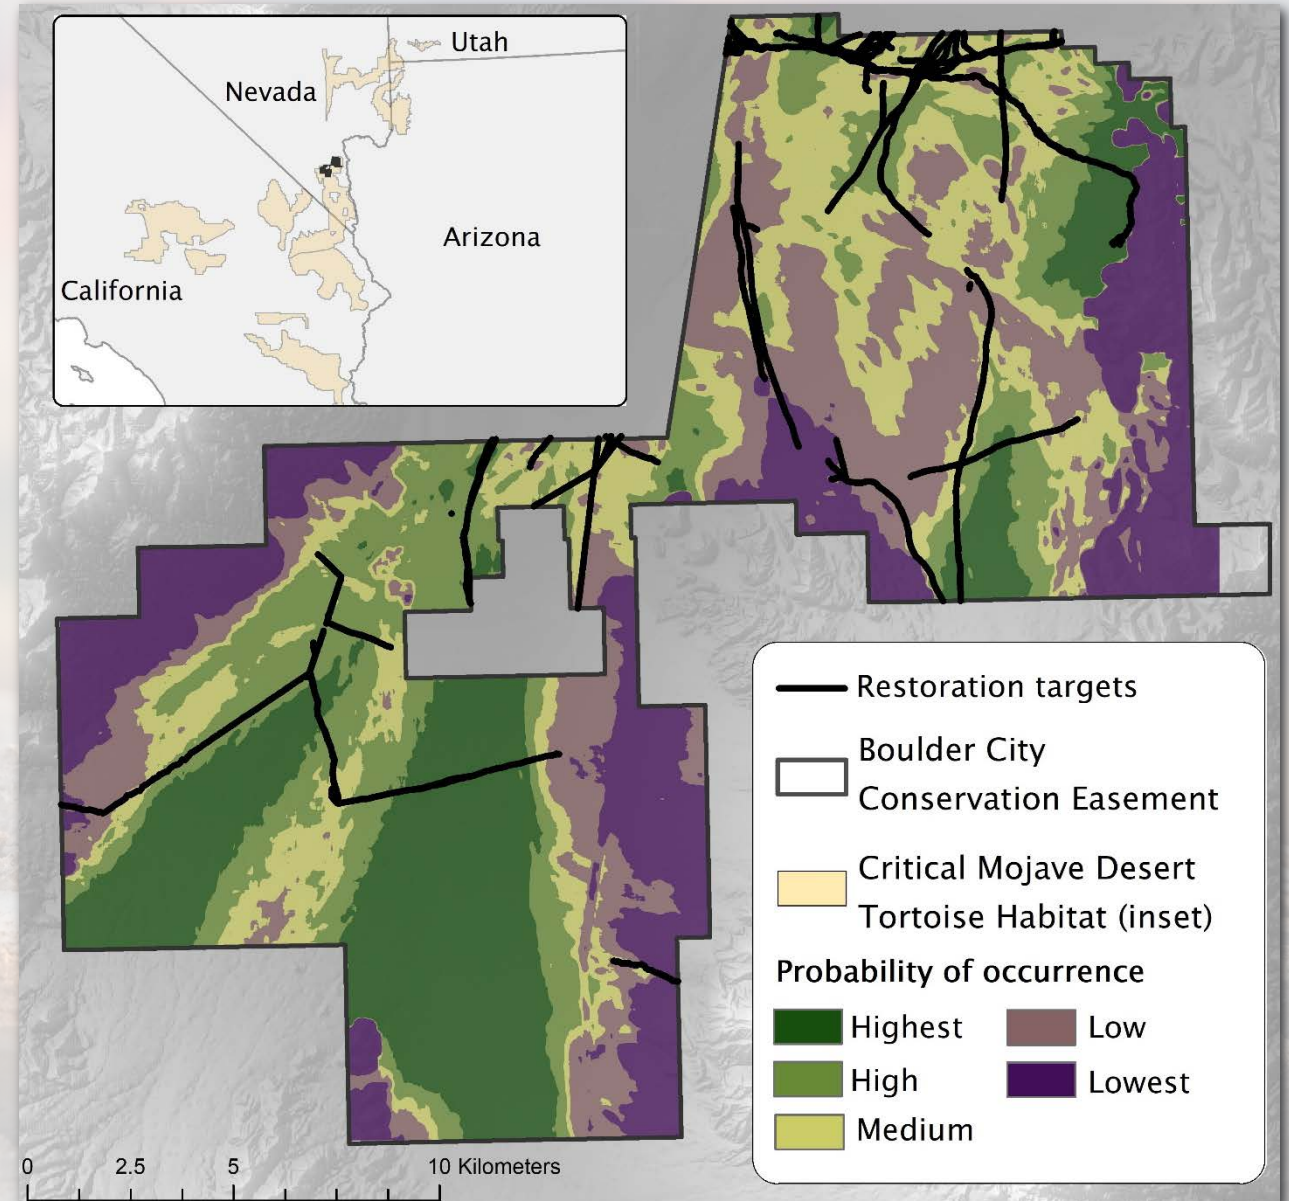 Utah
Nevada
Arizona
California
Restoration targets
Boulder City
Conservation Easement
Critical Mojave Desert
Tortoise Habitat (inset)
Probability of occurrence
Highest
Low
High
Lowest
Medium
0 2.5 5 10 Kilometers